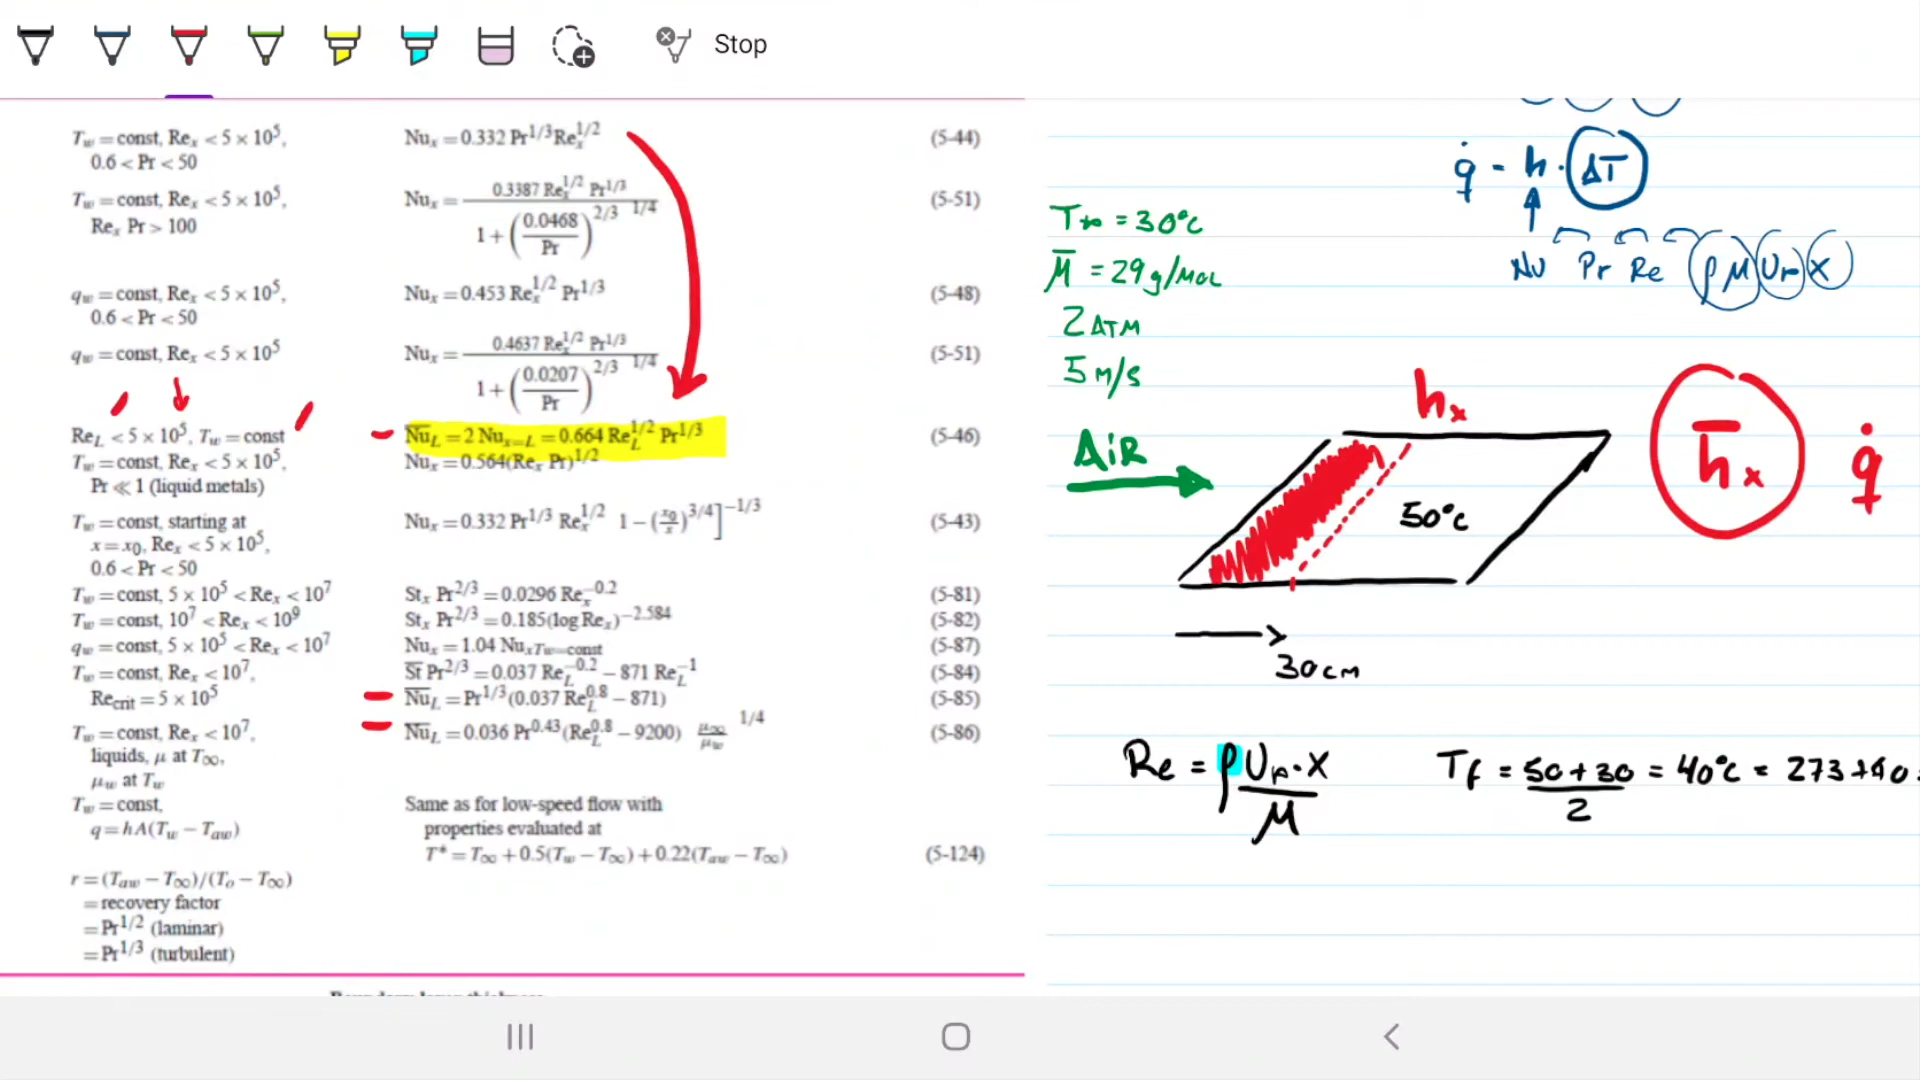 Stop
T_w = const, Re_x < 5 × 10^5, Nu_x = 0.332 Pr^1/3 Re_x^1/2 (5-44)
0.6 < Pr < 50
T_w = const, Re_x < 5 × 10^5, Nu_x = 0.3387 Re_x^1/2 Pr^1/3 / 1 + (0.0468/Pr)^2/3 1/4 (5-51)
Re_x Pr > 100
q_w = const, Re_x < 5 × 10^5, Nu_x = 0.453 Re_x^1/2 Pr^1/3 (5-48)
0.6 < Pr < 50
q_w = const, Re_x < 5 × 10^5 Nu_x = 0.4637 Re_x^1/2 Pr^1/3 / 1 + (0.0207/Pr)^2/3 1/4 (5-51)
Re_L < 5 × 10^5, T_w = const Nu̅_L = 2 Nu_x=L = 0.664 Re_L^1/2 Pr^1/3 (5-46)
T_w = const, Re_x < 5 × 10^5, Nu_x = 0.564(Re_x Pr)^1/2
Pr ≪ 1 (liquid metals)
T_w = const, starting at Nu_x = 0.332 Pr^1/3 Re_x^1/2 1 − (x_0/x)^3/4]^−1/3 (5-43)
x = x_0, Re_x < 5 × 10^5,
0.6 < Pr < 50
T_w = const, 5 × 10^5 < Re_x < 10^7 St_x Pr^2/3 = 0.0296 Re_x^−0.2 (5-81)
T_w = const, 10^7 < Re_x < 10^9 St_x Pr^2/3 = 0.185(log Re_x)^−2.584 (5-82)
q_w = const, 5 × 10^5 < Re_x < 10^7 Nu_x = 1.04 Nu_xT_w=const (5-87)
T_w = const, Re_x < 10^7, S̅t̅ Pr^2/3 = 0.037 Re_L^−0.2 − 871 Re_L^−1 (5-84)
Re_crit = 5 × 10^5 Nu̅_L = Pr^1/3(0.037 Re_L^0.8 − 871) (5-85)
T_w = const, Re_x < 10^7, Nu̅_L = 0.036 Pr^0.43(Re_L^0.8 − 9200) μ_∞/μ_w 1/4 (5-86)
liquids, μ at T_∞,
μ_w at T_w
T_w = const, Same as for low-speed flow with
q = hA(T_w − T_aw) properties evaluated at
T* = T_∞ + 0.5(T_w − T_∞) + 0.22(T_aw − T_∞) (5-124)
r = (T_aw − T_∞)/(T_o − T_∞)
= recovery factor
= Pr^1/2 (laminar)
= Pr^1/3 (turbulent)
q̇ = h · ΔT
Nu Pr Re ρ μ U_∞ x
T_∞ = 30°C
M̅ = 29 g/mol
2 ATM
5 m/s
AiR
h_x
h̅_x q̇
50°C
30 cm
Re = ρ U_∞ · X / μ
T_f = 50+30 / 2 = 40°C = 273+40 =